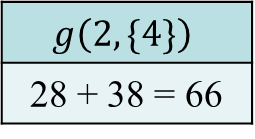 g(2,{4})
28 + 38 = 66